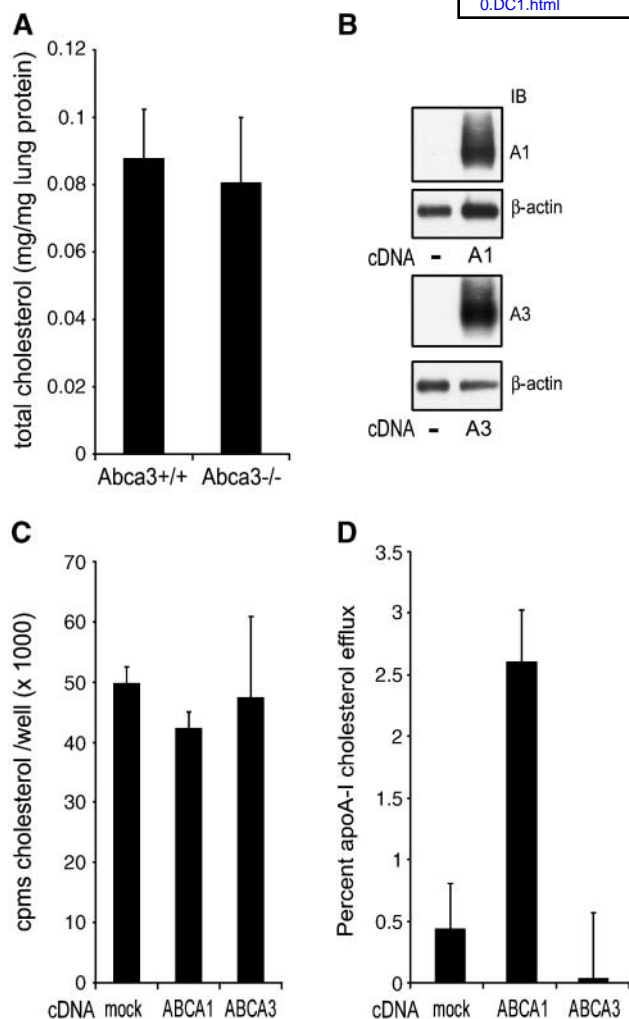 0.DC1.html
A
total cholesterol (mg/mg lung protein)
0.12
0.1
0.08
0.06
0.04
0.02
0
Abca3+/+ Abca3-/-
B
IB
A1
β-actin
cDNA - A1
A3
β-actin
cDNA - A3
C
cpms cholesterol /well (x 1000)
70
60
50
40
30
20
10
0
cDNA mock ABCA1 ABCA3
D
Percent apoA-I cholesterol efflux
3.5
3
2.5
2
1.5
1
0.5
0
cDNA mock ABCA1 ABCA3